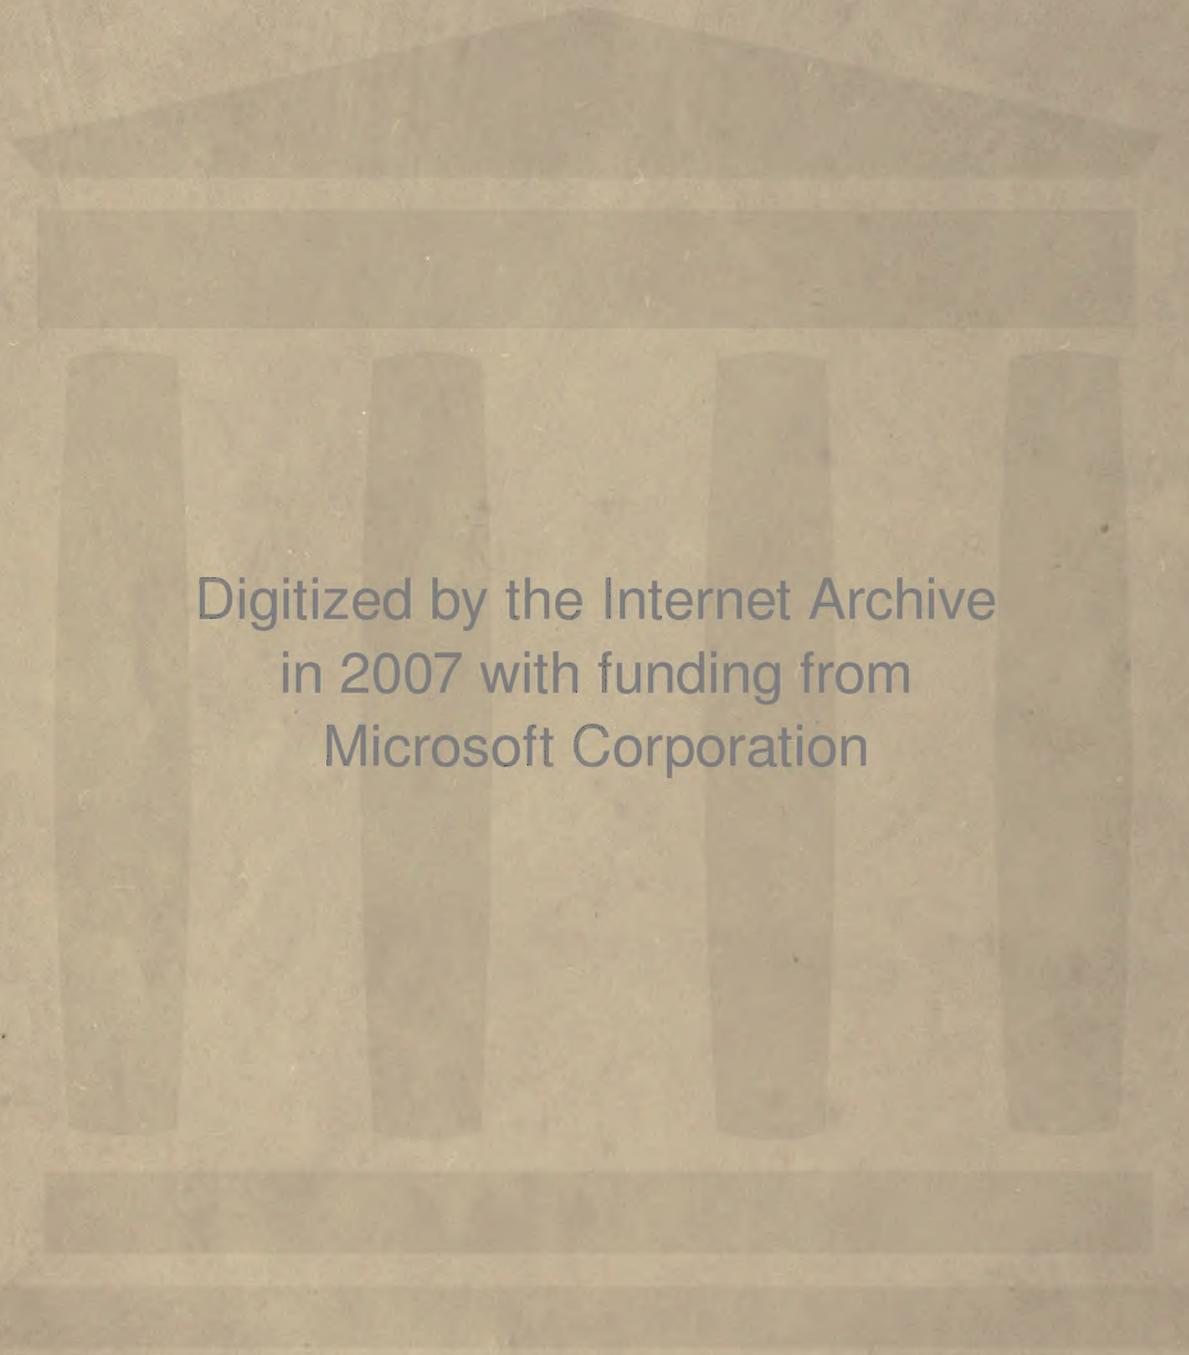 Digitized by the Internet Archive
in 2007 with funding from
Microsoft Corporation